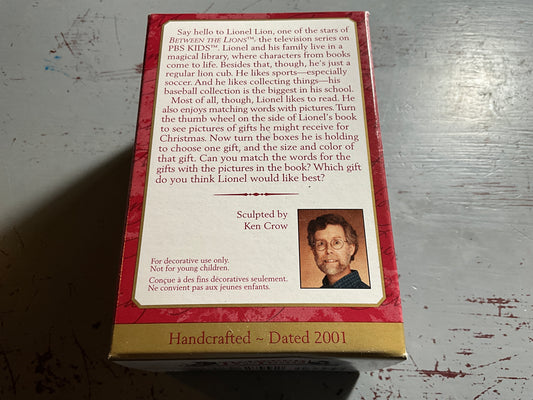 Say hello to Lionel Lion, one of the stars of
BETWEEN THE LIONS™, the television series on
PBS KIDS™. Lionel and his family live in a
magical library, where characters from books
come to life. Besides that, though, he's just a
regular lion cub. He likes sports—especially
soccer. And he likes collecting things—his
baseball collection is the biggest in his school.
Most of all, though, Lionel likes to read. He
also enjoys matching words with pictures. Turn
the thumb wheel on the side of Lionel's book
to see pictures of gifts he might receive for
Christmas. Now turn the boxes he is holding
to choose one gift, and the size and color of
that gift. Can you match the words for the
gifts with the pictures in the book? Which gift
do you think Lionel would like best?
Sculpted by
Ken Crow
For decorative use only.
Not for young children.
Conçue à des fins décoratives seulement.
Ne convient pas aux jeunes enfants.
Handcrafted ~ Dated 2001